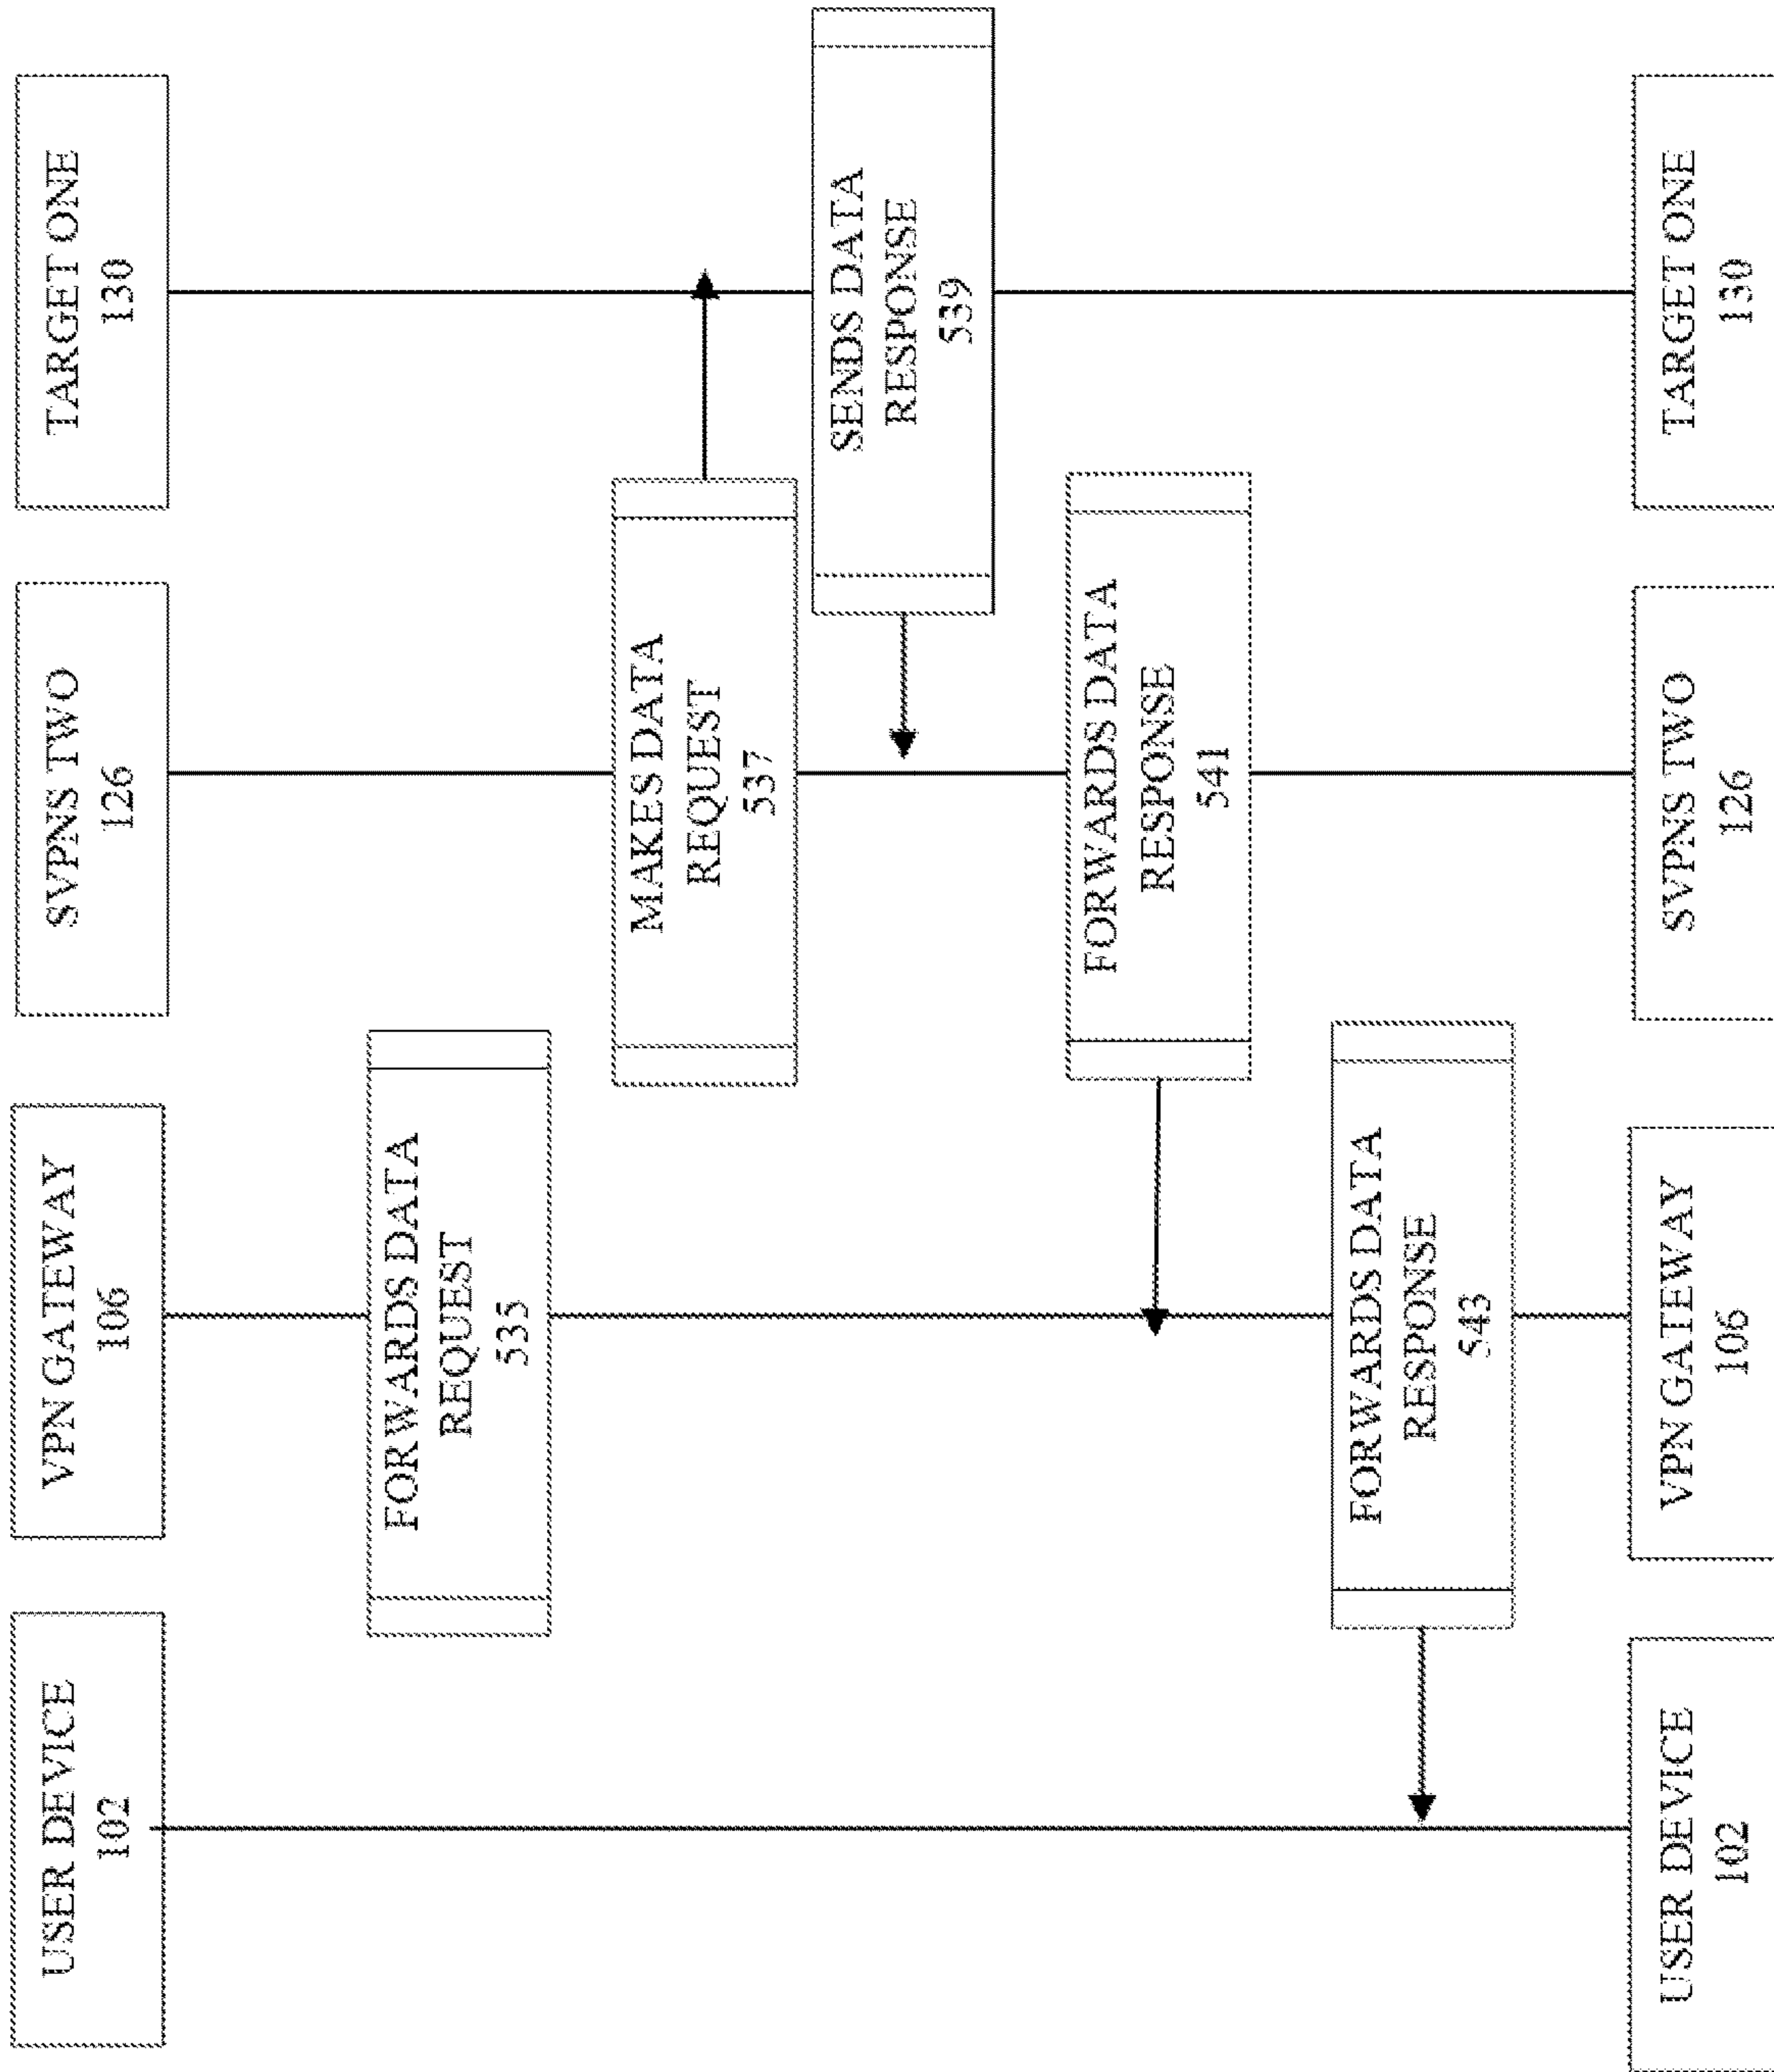 USER DEVICE
102
VPN GATEWAY
106
SVPNS TWO
126
TARGET ONE
130
FORWARDS DATA
REQUEST
535
MAKES DATA
REQUEST
537
SENDS DATA
RESPONSE
539
FORWARDS DATA
RESPONSE
541
FORWARDS DATA
RESPONSE
543
USER DEVICE
102
VPN GATEWAY
106
SVPNS TWO
126
TARGET ONE
130